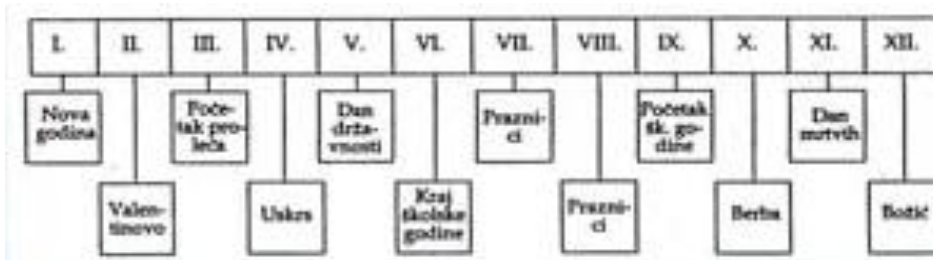 I. II. III. IV. V. VI. VII. VIII. IX. X. XI. XII.
Nova
godina
Poče-
tak pro-
leća
Dan
drža-
vnosti
Prazni-
ci
Početak
šk. go-
dine
Dan
mrtvih
Valen-
tinovo
Uskrs
Kraj
školske
godine
Prazni-
ci
Berba
Božić